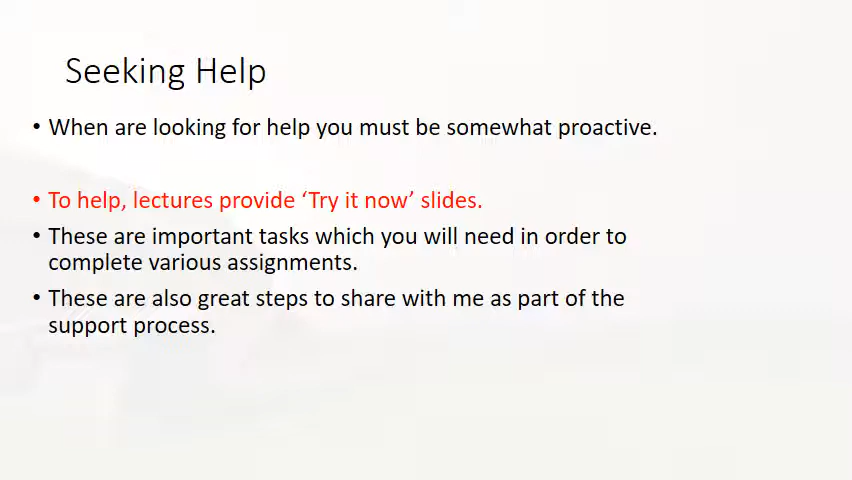 Seeking Help
• When are looking for help you must be somewhat proactive.
• To help, lectures provide ‘Try it now’ slides.
• These are important tasks which you will need in order to
complete various assignments.
• These are also great steps to share with me as part of the
support process.